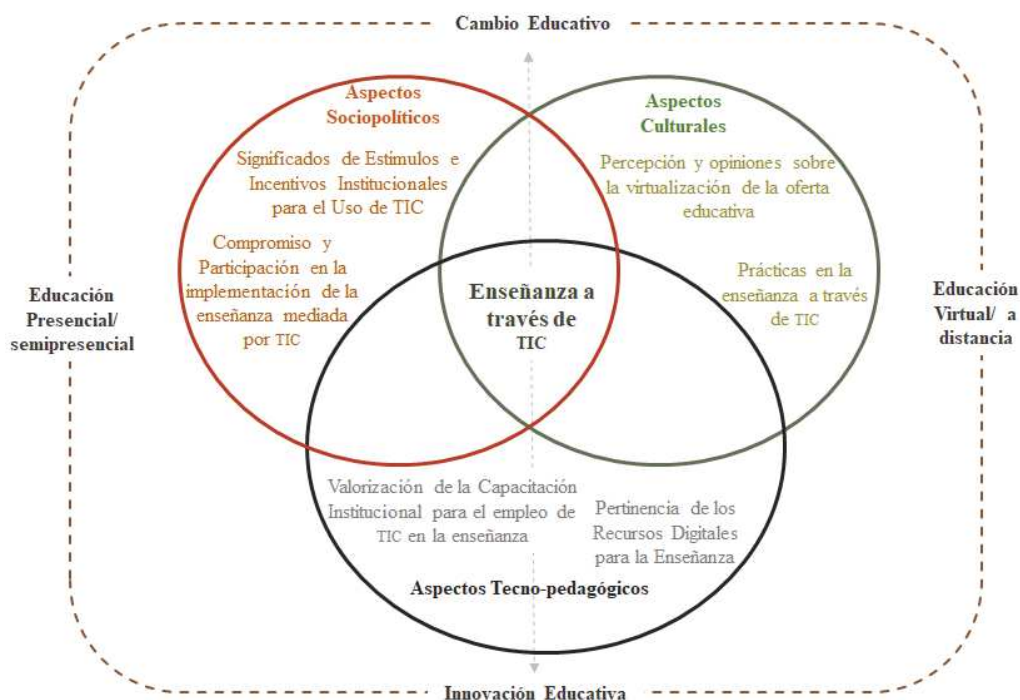 Cambio Educativo
Aspectos
Sociopolíticos
Significados de Estímulos e
Incentivos Institucionales
para el Uso de TIC
Compromiso y
Participación en la
implementación de la
enseñanza mediada
por TIC
Aspectos
Culturales
Percepción y opiniones sobre
la virtualización de la oferta
educativa
Prácticas en la
enseñanza a través
de TIC
Educación
Presencial/
semipresencial
Enseñanza a
través de
TIC
Educación
Virtual/ a
distancia
Valorización de la Capacitación
Institucional para el empleo de
TIC en la enseñanza
Pertinencia de los
Recursos Digitales
para la Enseñanza
Aspectos Tecno-pedagógicos
Innovación Educativa